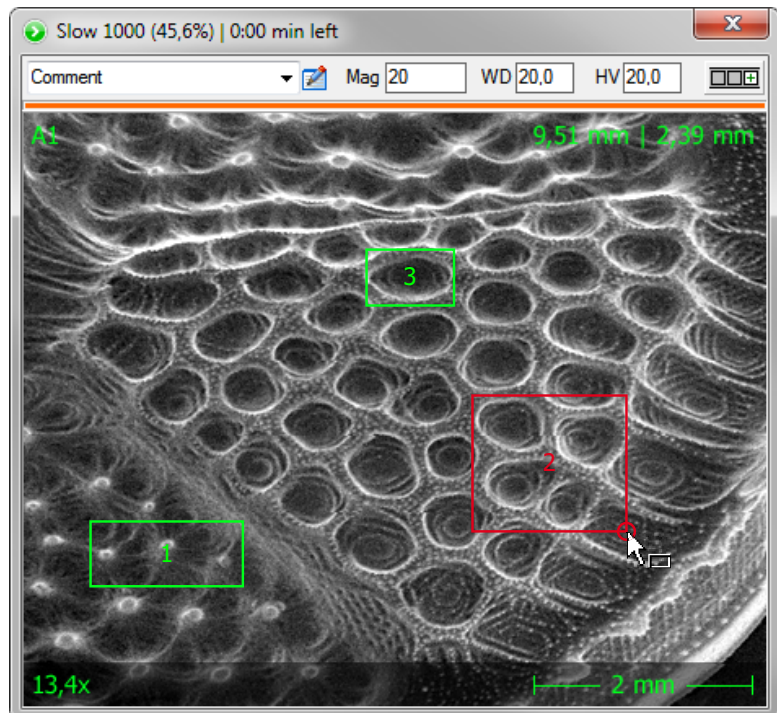 Slow 1000 (45,6%) | 0:00 min left
Comment Mag 20 WD 20,0 HV 20,0
A1 9,51 mm | 2,39 mm
3
2
1
13,4x 2 mm